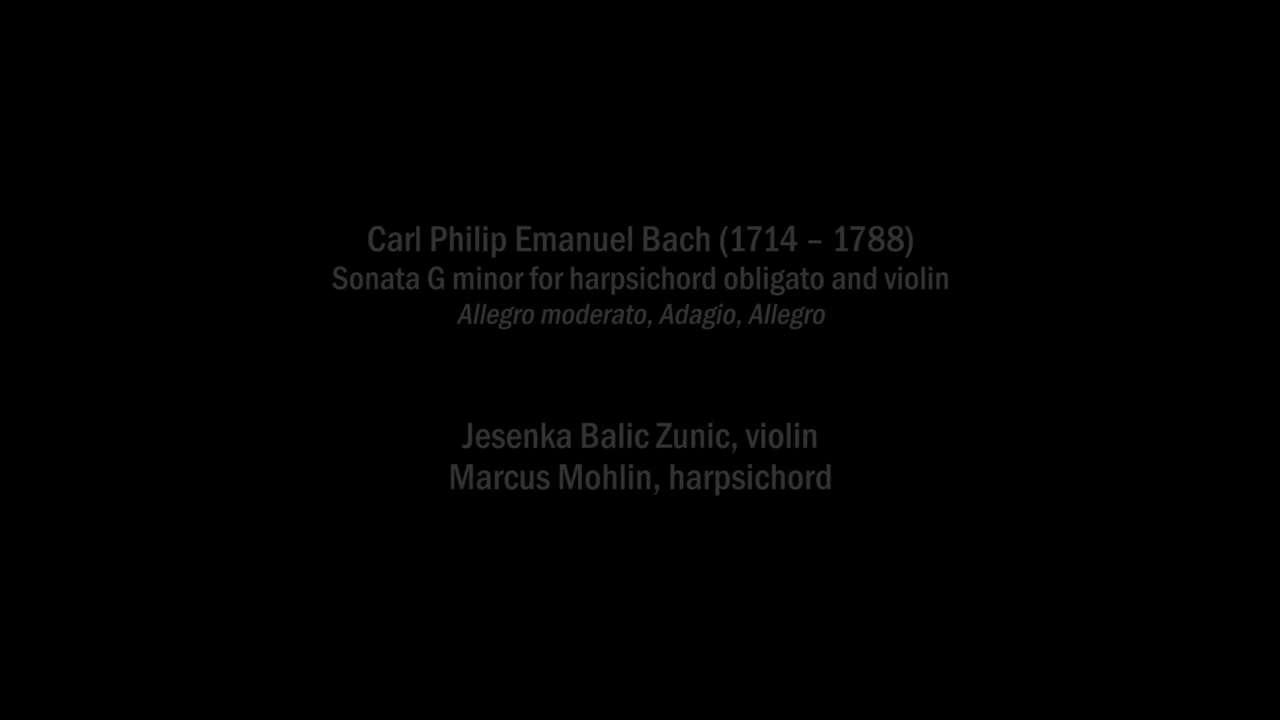 Carl Philip Emanuel Bach (1714 – 1788)
Sonata G minor for harpsichord obligato and violin
Allegro moderato, Adagio, Allegro
Jesenka Balic Zunic, violin
Marcus Mohlin, harpsichord